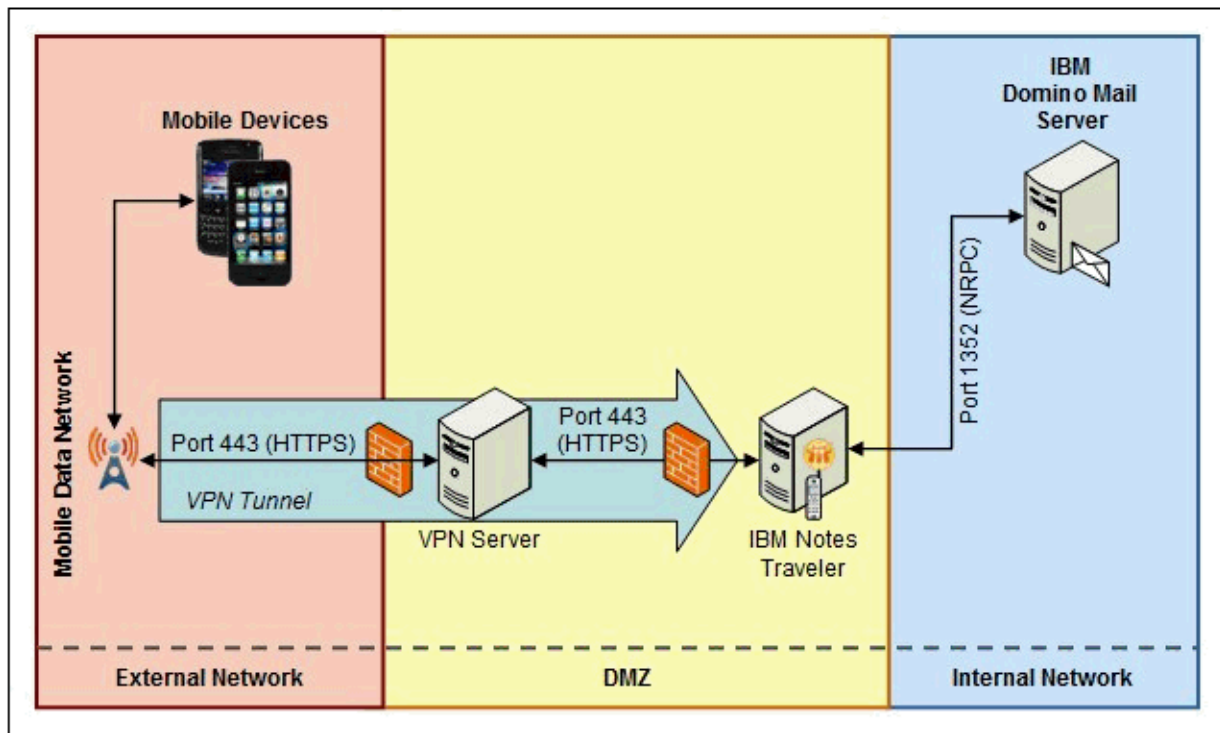 IBM
Domino Mail
Server
Mobile Devices
Port 1352 (NRPC)
Mobile Data Network
Port 443 (HTTPS)
Port 443
(HTTPS)
VPN Tunnel
VPN Server
IBM Notes
Traveler
External Network
DMZ
Internal Network